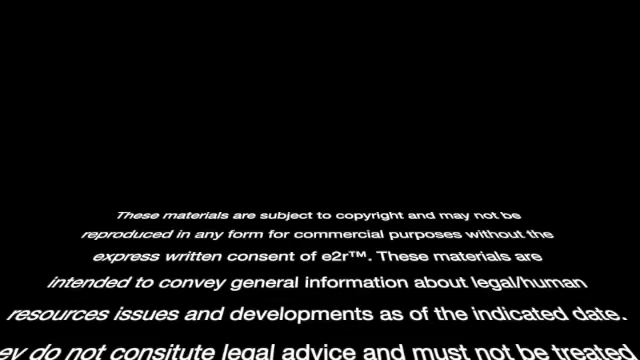 These materials are subject to copyright and may not be
reproduced in any form for commercial purposes without the
express written consent of e2r™. These materials are
intended to convey general information about legal/human
resources issues and developments as of the indicated date.
ey do not consitute legal advice and must not be treated